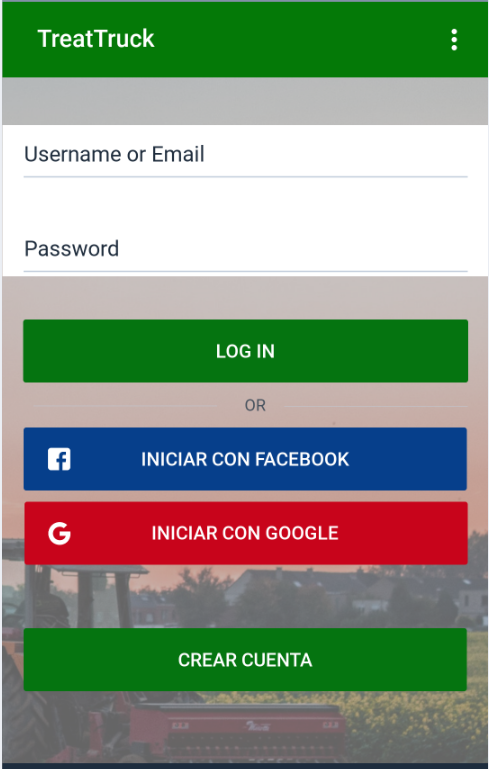 TreatTruck
Username or Email
Password
LOG IN
OR
INICIAR CON FACEBOOK
INICIAR CON GOOGLE
CREAR CUENTA